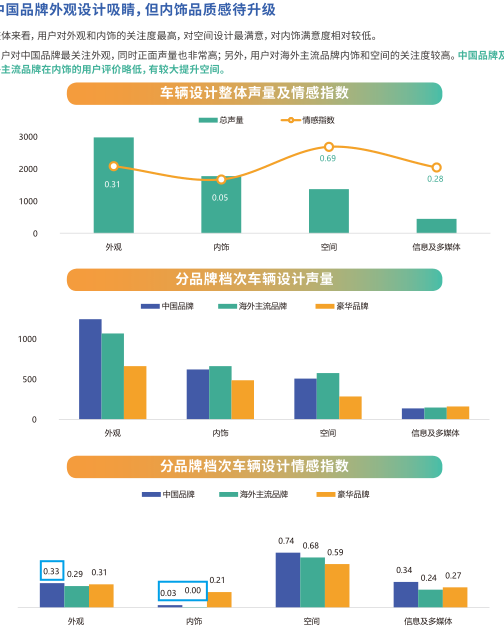 中国品牌外观设计吸睛，但内饰品质感待升级
体来看，用户对外观和内饰的关注度最高，对空间设计最满意，对内饰满意度相对较低。
户对中国品牌最关注外观，同时正面声量也非常高；另外，用户对海外主流品牌内饰和空间的关注度较高。中国品牌及
主流品牌在内饰的用户评价略低，有较大提升空间。
车辆设计整体声量及情感指数
总声量 情感指数
3000
2000
1000
0
0.31
0.05
0.69
0.28
外观 内饰 空间 信息及多媒体
分品牌档次车辆设计声量
中国品牌 海外主流品牌 豪华品牌
1000
500
0
外观 内饰 空间 信息及多媒体
分品牌档次车辆设计情感指数
中国品牌 海外主流品牌 豪华品牌
0.33 0.29 0.31
0.03 0.00 0.21
0.74 0.68 0.59
0.34 0.24 0.27
外观 内饰 空间 信息及多媒体